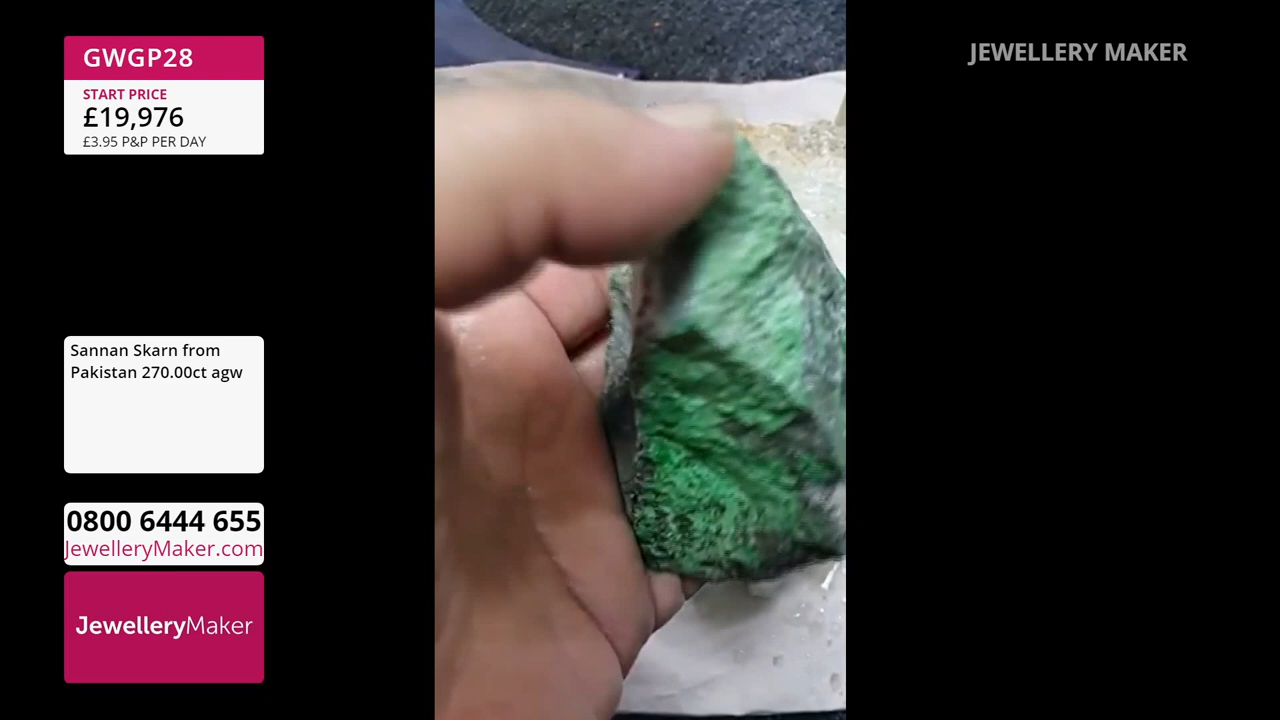 GWGP28
START PRICE
£19,976
£3.95 P&P PER DAY
JEWELLERY MAKER
Sannan Skarn from
Pakistan 270.00ct agw
0800 6444 655
JewelleryMaker.com
JewelleryMaker